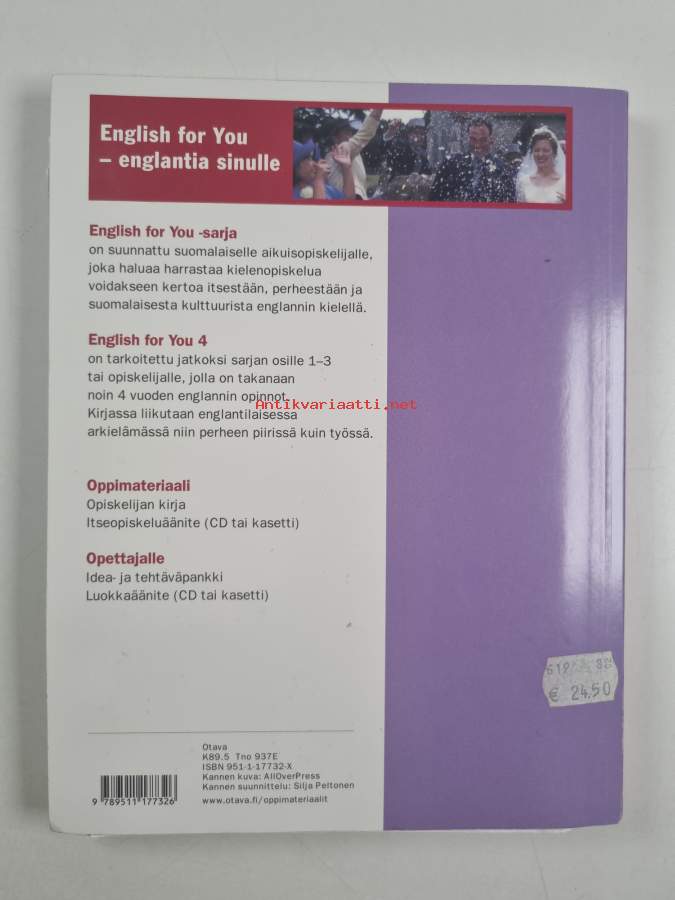 English for You
– englantia sinulle
English for You -sarja
on suunnattu suomalaiselle aikuisopiskelijalle,
joka haluaa harrastaa kielenopiskelua
voidakseen kertoa itsestään, perheestään ja
suomalaisesta kulttuurista englannin kielellä.
English for You 4
on tarkoitettu jatkoksi sarjan osille 1–3
tai opiskelijalle, jolla on takanaan
noin 4 vuoden englannin opinnot.
Antikvariaatti.net
Kirjassa liikutaan englantilaisessa
arkielämässä niin perheen piirissä kuin työssä.
Oppimateriaali
Opiskelijan kirja
Itseopiskeluäänite (CD tai kasetti)
Opettajalle
Idea- ja tehtäväpankki
Luokkaäänite (CD tai kasetti)
€ 24.50
Otava
K89.5 Tno 937E
ISBN 951-1-17732-X
Kannen kuva: AllOverPress
Kannen suunnittelu: Silja Peltonen
www.otava.fi/oppimateriaalit
9 789511 177326